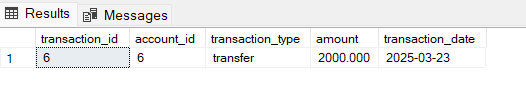 Results Messages
transaction_id account_id transaction_type amount transaction_date
1 6 6 transfer 2000.000 2025-03-23